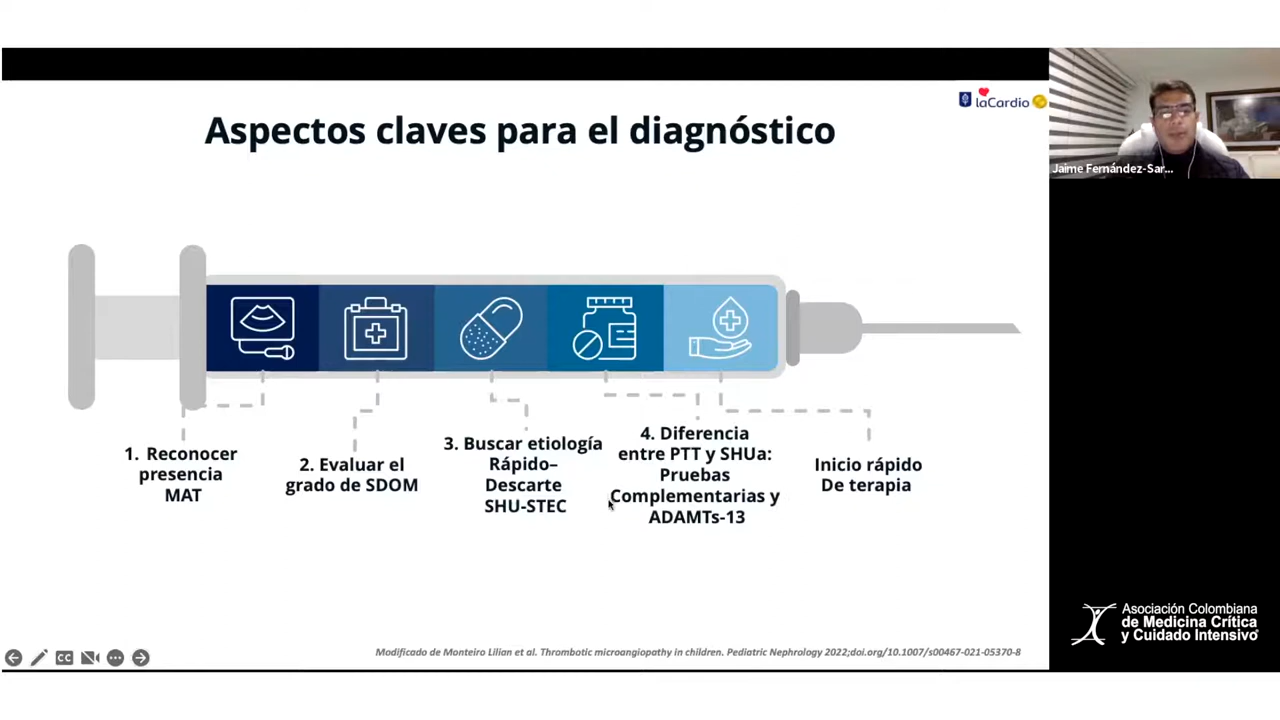 laCardio
Aspectos claves para el diagnóstico
Jaime Fernández-Sar...
1. Reconocer
presencia
MAT
2. Evaluar el
grado de SDOM
3. Buscar etiología
Rápido–
Descarte
SHU-STEC
4. Diferencia
entre PTT y SHUa:
Pruebas
Complementarias y
ADAMTs-13
Inicio rápido
De terapia
CC
Modificado de Monteiro Lilian et al. Thrombotic microangiopathy in children. Pediatric Nephrology 2022;doi.org/10.1007/s00467-021-05370-8
Asociación Colombiana
de Medicina Crítica
y Cuidado Intensivo